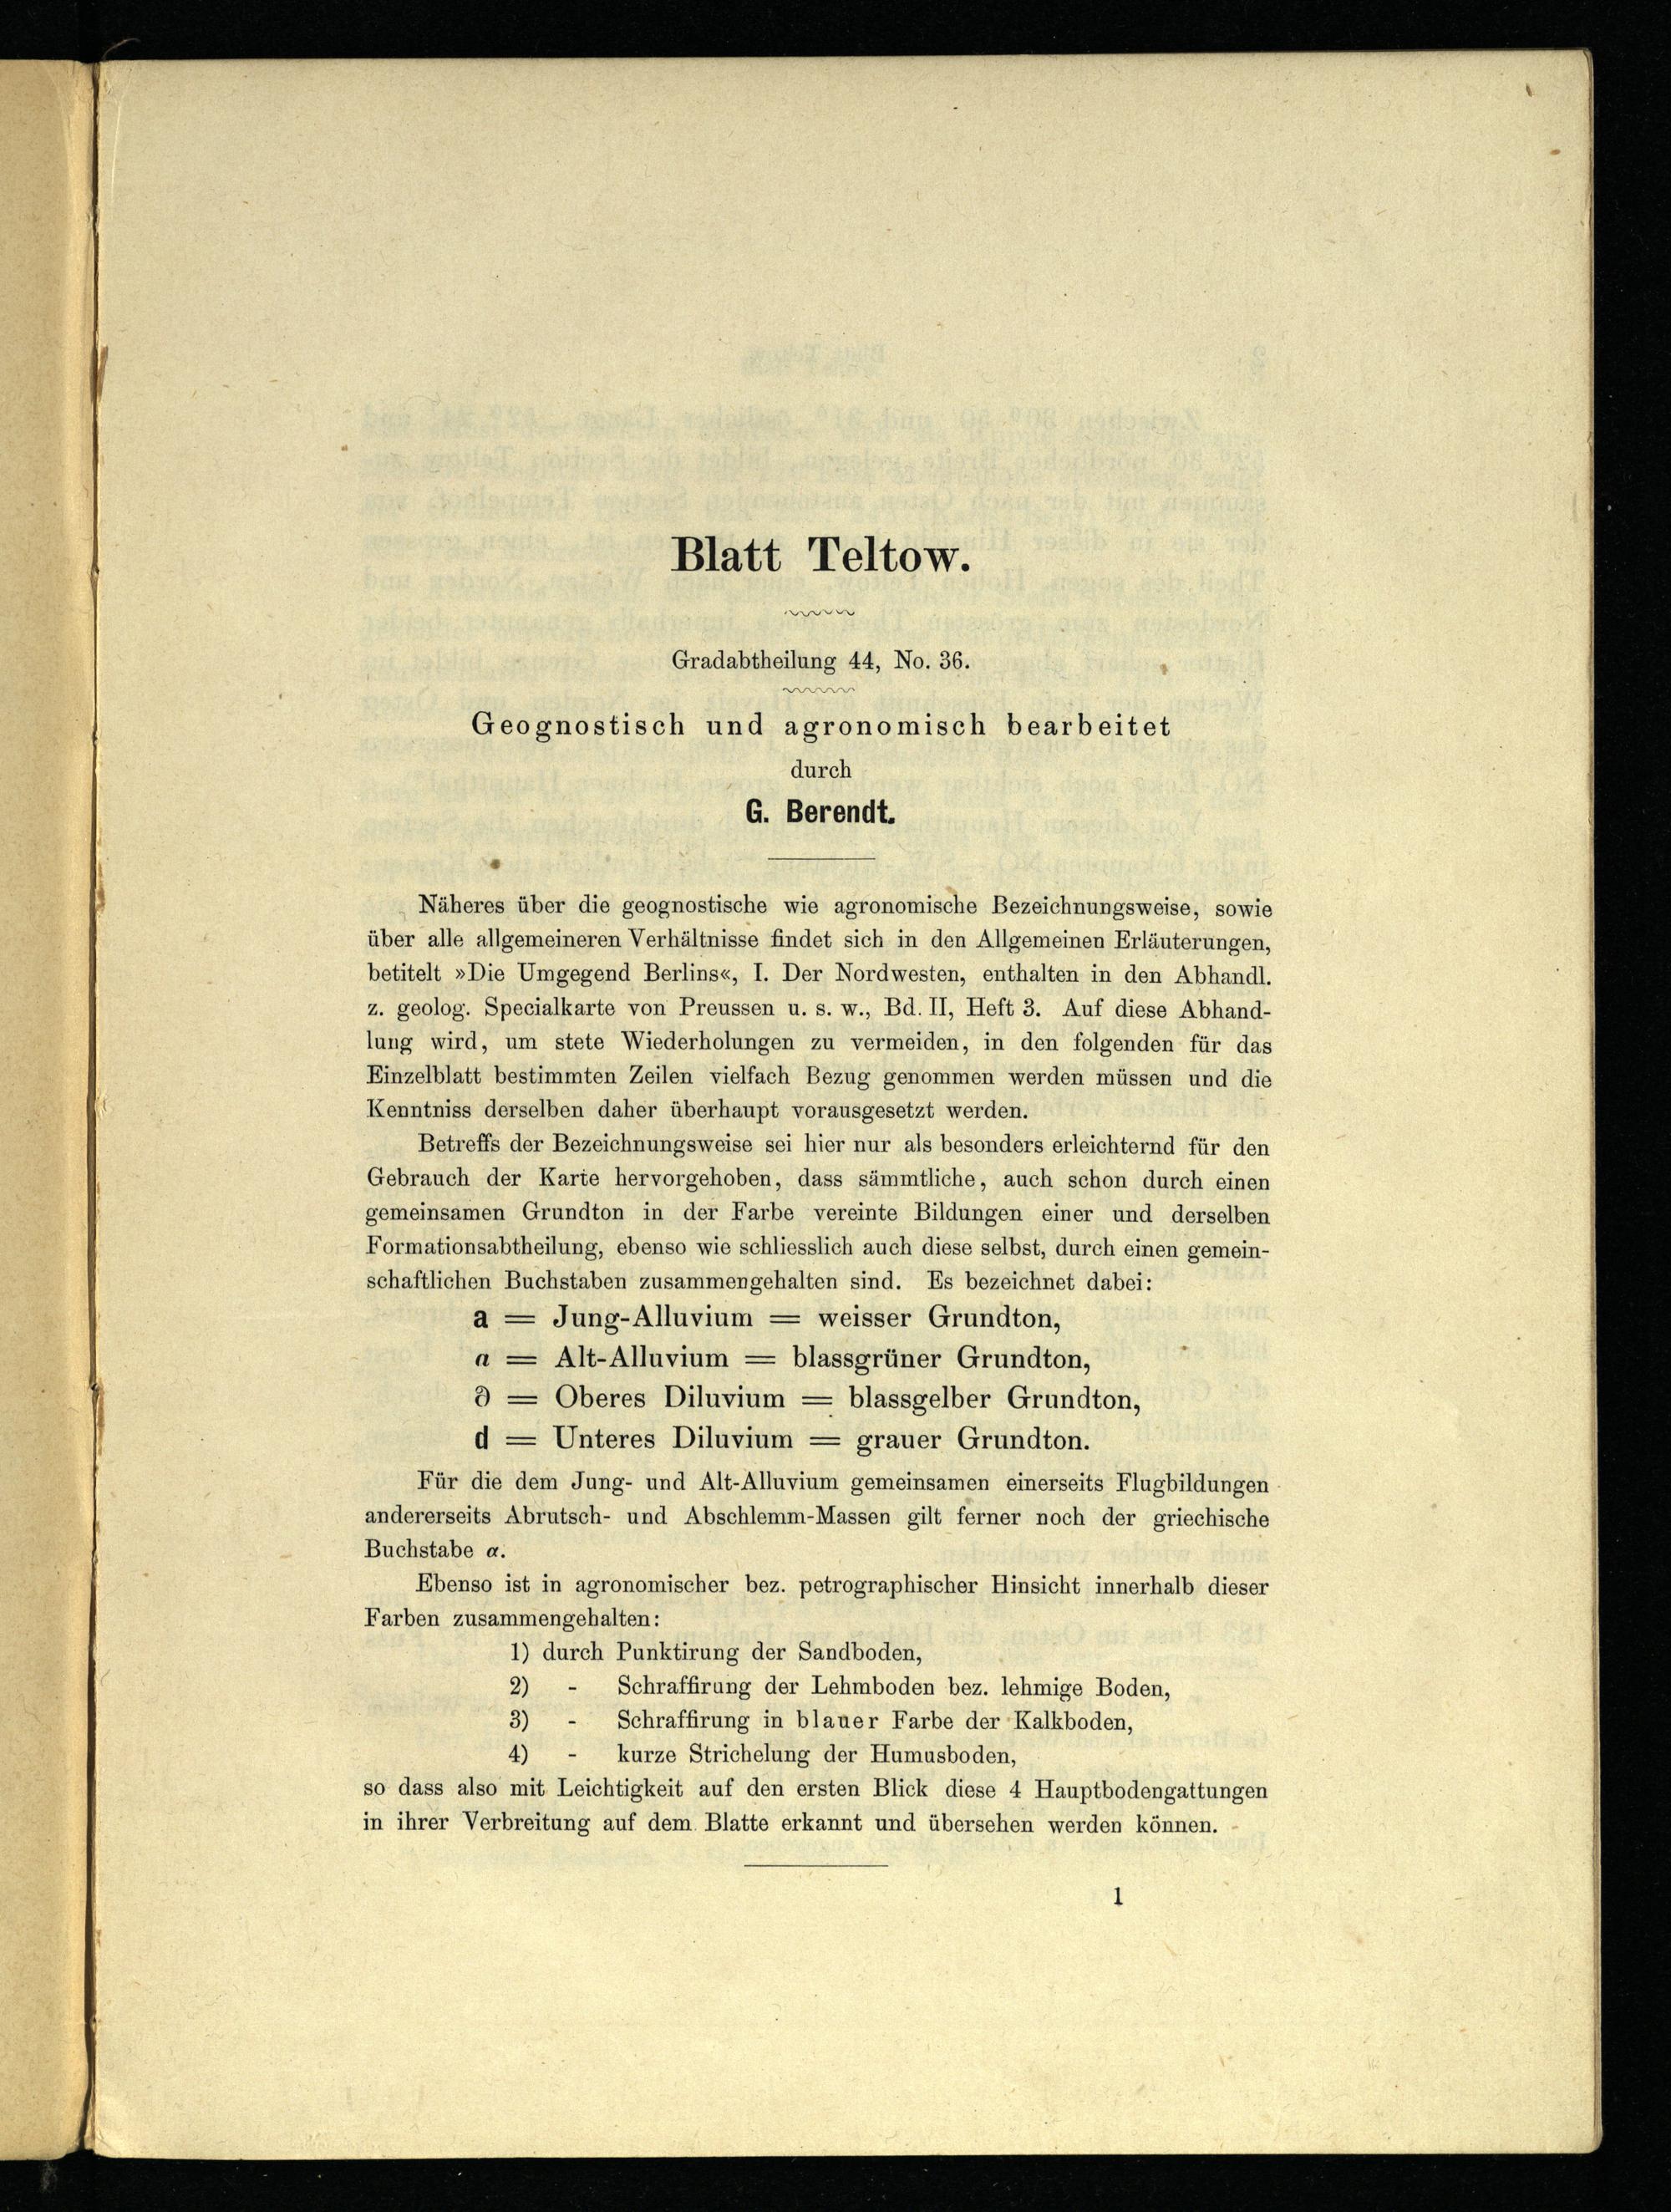 Blatt Teltow.
Gradabtheilung 44, No. 36.
Geognostisch und agronomisch bearbeitet
durch
G. Berendt.
Näheres über die geognostische wie agronomische Bezeichnungsweise, sowie
über alle allgemeineren Verhältnisse findet sich in den Allgemeinen Erläuterungen,
betitelt »Die Umgegend Berlins«, I. Der Nordwesten, enthalten in den Abhandl.
z. geolog. Specialkarte von Preussen u. s. w., Bd. II, Heft 3. Auf diese Abhand-
lung wird, um stete Wiederholungen zu vermeiden, in den folgenden für das
Einzelblatt bestimmten Zeilen vielfach Bezug genommen werden müssen und die
Kenntniss derselben daher überhaupt vorausgesetzt werden.
Betreffs der Bezeichnungsweise sei hier nur als besonders erleichternd für den
Gebrauch der Karte hervorgehoben, dass sämmtliche, auch schon durch einen
gemeinsamen Grundton in der Farbe vereinte Bildungen einer und derselben
Formationsabtheilung, ebenso wie schliesslich auch diese selbst, durch einen gemein-
schaftlichen Buchstaben zusammengehalten sind. Es bezeichnet dabei:
a = Jung-Alluvium = weisser Grundton,
a = Alt-Alluvium = blassgrüner Grundton,
∂ = Oberes Diluvium = blassgelber Grundton,
d = Unteres Diluvium = grauer Grundton.
Für die dem Jung- und Alt-Alluvium gemeinsamen einerseits Flugbildungen
andererseits Abrutsch- und Abschlemm-Massen gilt ferner noch der griechische
Buchstabe α.
Ebenso ist in agronomischer bez. petrographischer Hinsicht innerhalb dieser
Farben zusammengehalten:
1) durch Punktirung der Sandboden,
2) - Schraffirung der Lehmboden bez. lehmige Boden,
3) - Schraffirung in blauer Farbe der Kalkboden,
4) - kurze Strichelung der Humusboden,
so dass also mit Leichtigkeit auf den ersten Blick diese 4 Hauptbodengattungen
in ihrer Verbreitung auf dem Blatte erkannt und übersehen werden können.
1